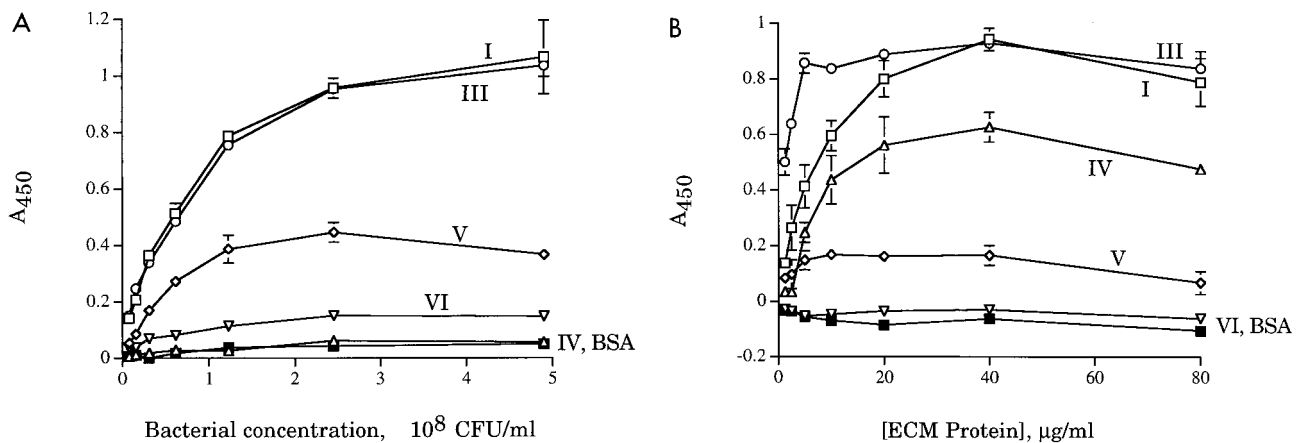 A
B
1.2
1
0.8
0.6
0.4
0.2
0
A450
I
III
V
VI
IV, BSA
0 1 2 3 4 5
Bacterial concentration, 10^8 CFU/ml
1
0.8
0.6
0.4
0.2
0
-0.2
A450
III
I
IV
V
VI, BSA
0 20 40 60 80
[ECM Protein], µg/ml